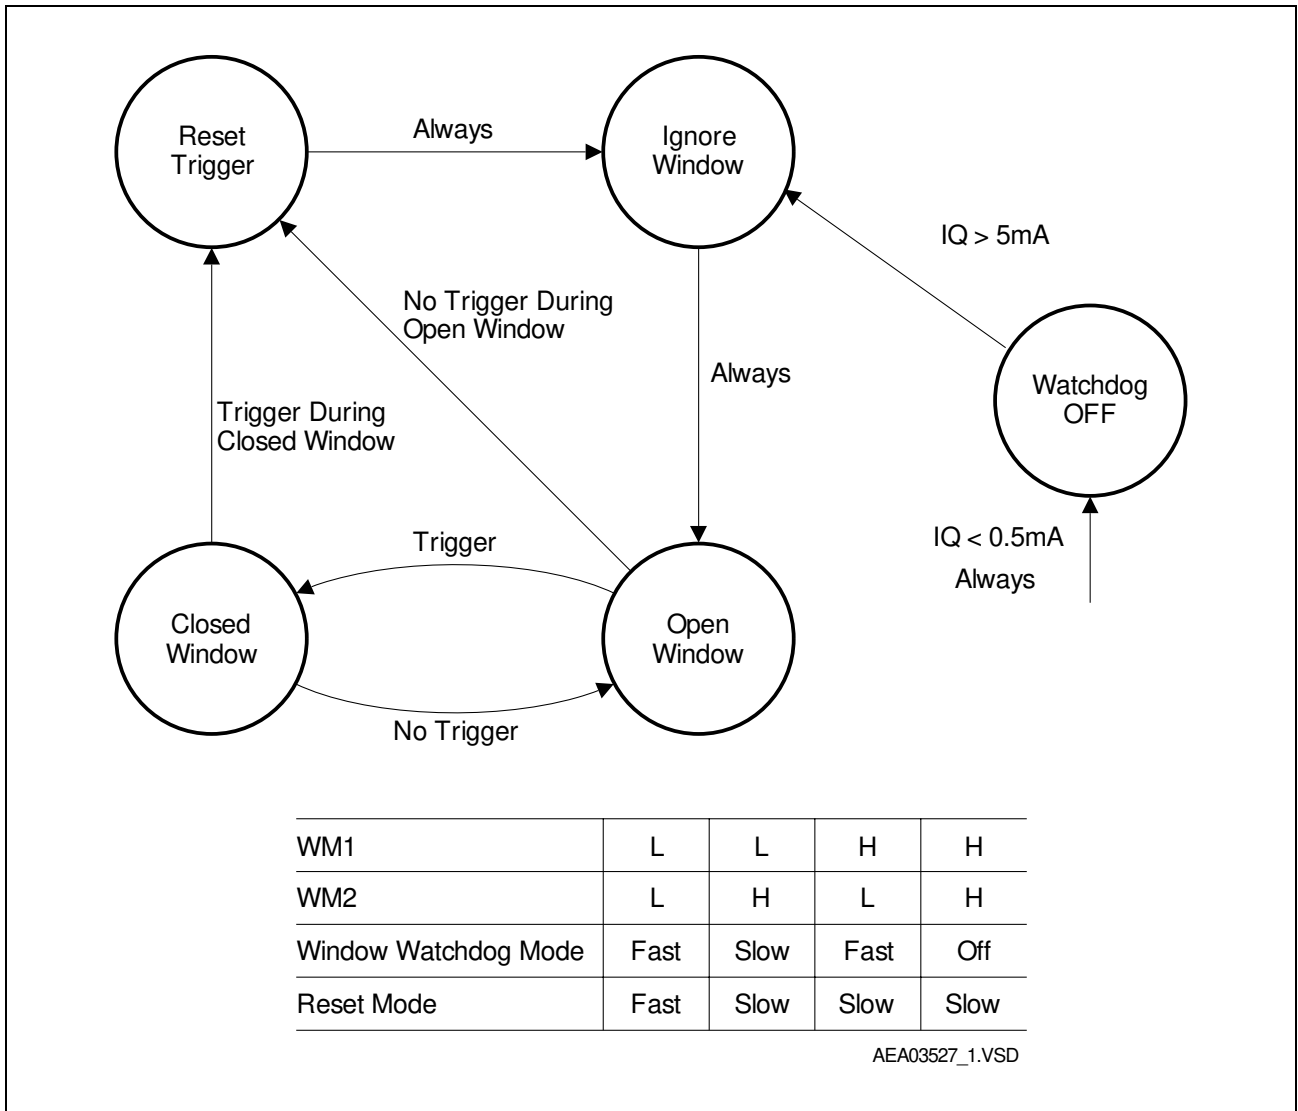 Reset
Trigger
Always
Ignore
Window
IQ > 5mA
No Trigger During
Open Window
Always
Watchdog
OFF
Trigger During
Closed Window
IQ < 0.5mA
Always
Trigger
Closed
Window
Open
Window
No Trigger
WM1 L L H H
WM2 L H L H
Window Watchdog Mode Fast Slow Fast Off
Reset Mode Fast Slow Slow Slow
AEA03527_1.VSD